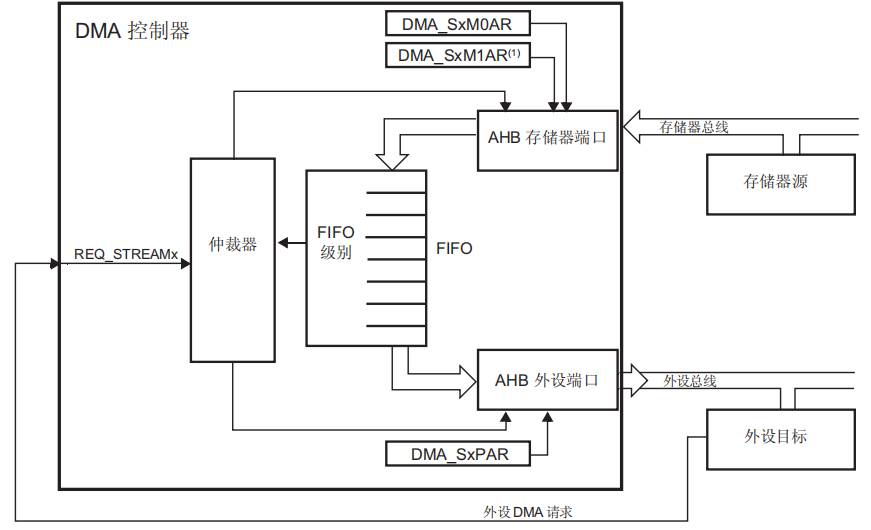 DMA 控制器
DMA_SxM0AR
DMA_SxM1AR(1)
AHB 存储器端口
存储器总线
存储器源
FIFO
级别
FIFO
仲裁器
REQ_STREAMx
AHB 外设端口
外设总线
外设目标
DMA_SxPAR
外设 DMA 请求